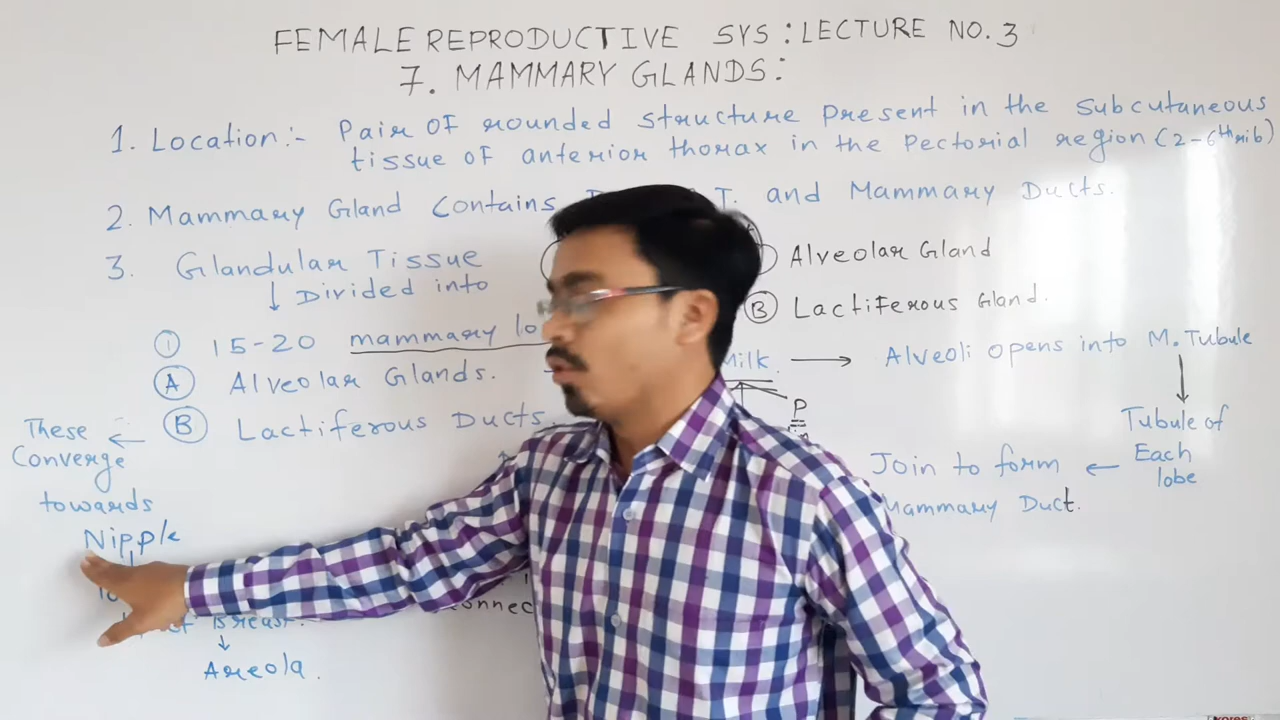 FEMALE REPRODUCTIVE SYS : LECTURE NO. 3
7. MAMMARY GLANDS:
1. Location:- Pair OF rounded structure Present in the Subcutaneous
tissue OF anterior thorax in the Pectorial region (2-6th rib)
2. Mammary Gland Contains T. and Mammary Ducts.
3. Glandular Tissue
↓ Divided into
A Alveolar Gland
B Lactiferous Gland.
① 15-20 mammary
A Alveolar Glands.
B Lactiferous Ducts.
Milk. → Alveoli opens into M. Tubule
↓
Tubule of
Each
lobe
← Join to form
Mammary Duct.
P
These ←
Converge
towards
Nipple
Breast.
↓
Areola.
connec
kores